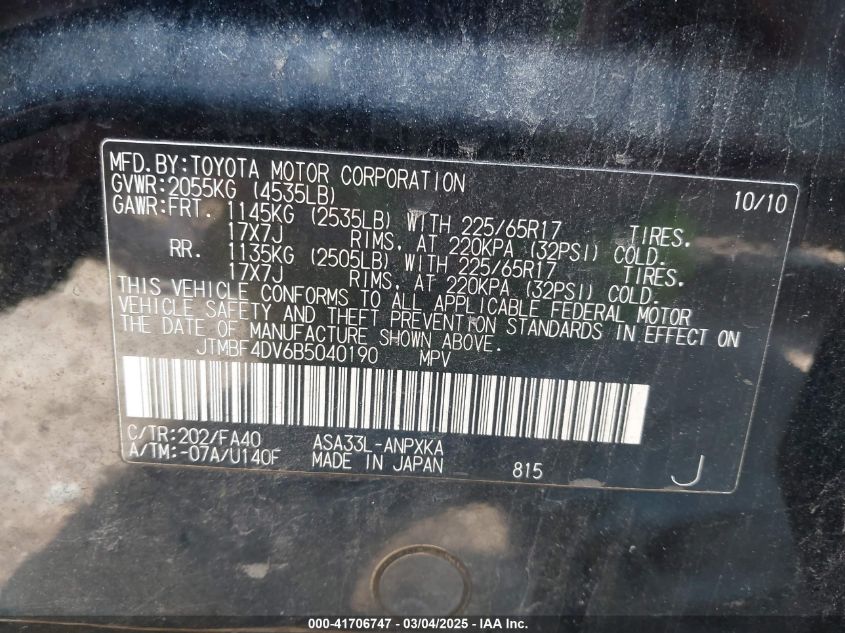 MFD.BY:TOYOTA MOTOR CORPORATION 10/10
GVWR:2055KG (4535LB)
GAWR:FRT. 1145KG (2535LB) WITH 225/65R17 TIRES.
17X7J RIMS, AT 220KPA (32PSI) COLD.
RR. 1135KG (2505LB) WITH 225/65R17 TIRES.
17X7J RIMS, AT 220KPA (32PSI) COLD.
THIS VEHICLE CONFORMS TO ALL APPLICABLE FEDERAL MOTOR
VEHICLE SAFETY AND THEFT PREVENTION STANDARDS IN EFFECT ON
THE DATE OF MANUFACTURE SHOWN ABOVE.
JTMBF4DV6B5040190 MPV
C/TR:202/FA40 ASA33L-ANPXKA
A/TM:-07A/U140F MADE IN JAPAN 815 J
000-41706747 - 03/04/2025 - IAA, Inc.